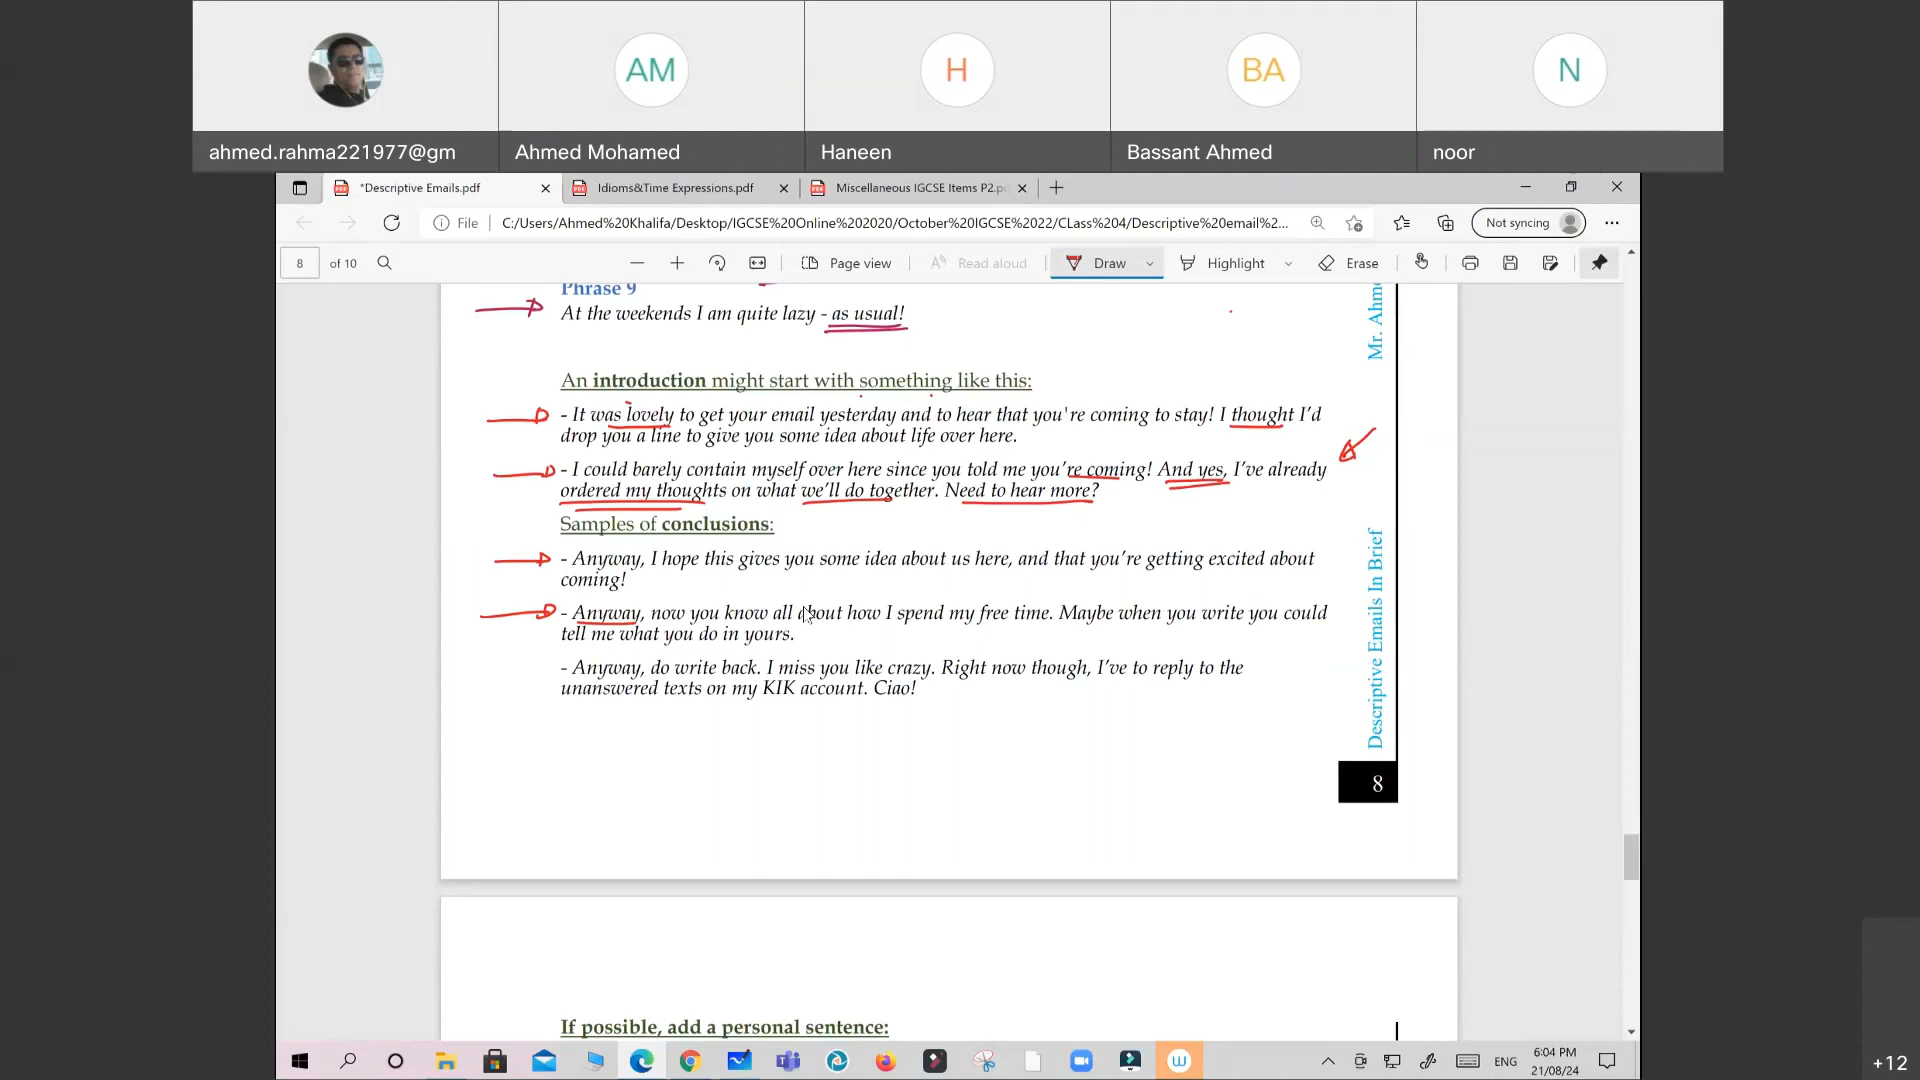 AM
H
BA
N
ahmed.rahma221977@gm
Ahmed Mohamed
Haneen
Bassant Ahmed
noor
*Descriptive Emails.pdf
Idioms&Time Expressions.pdf
Miscellaneous IGCSE Items P2.p
File
C:/Users/Ahmed%20Khalifa/Desktop/IGCSE%20Online%202020/October%20IGCSE%2022/CLass%204/Descriptive%20email%2...
Not syncing
8 of 10
Page view
Read aloud
Draw
Highlight
Erase
Phrase 9
At the weekends I am quite lazy - as usual!
An introduction might start with something like this:
- It was lovely to get your email yesterday and to hear that you're coming to stay! I thought I’d
drop you a line to give you some idea about life over here.
- I could barely contain myself over here since you told me you’re coming! And yes, I’ve already
ordered my thoughts on what we’ll do together. Need to hear more?
Samples of conclusions:
- Anyway, I hope this gives you some idea about us here, and that you’re getting excited about
coming!
- Anyway, now you know all about how I spend my free time. Maybe when you write you could
tell me what you do in yours.
- Anyway, do write back. I miss you like crazy. Right now though, I’ve to reply to the
unanswered texts on my KIK account. Ciao!
Mr. Ahm
Descriptive Emails In Brief
8
If possible, add a personal sentence:
ENG
6:04 PM
21/08/24
+12